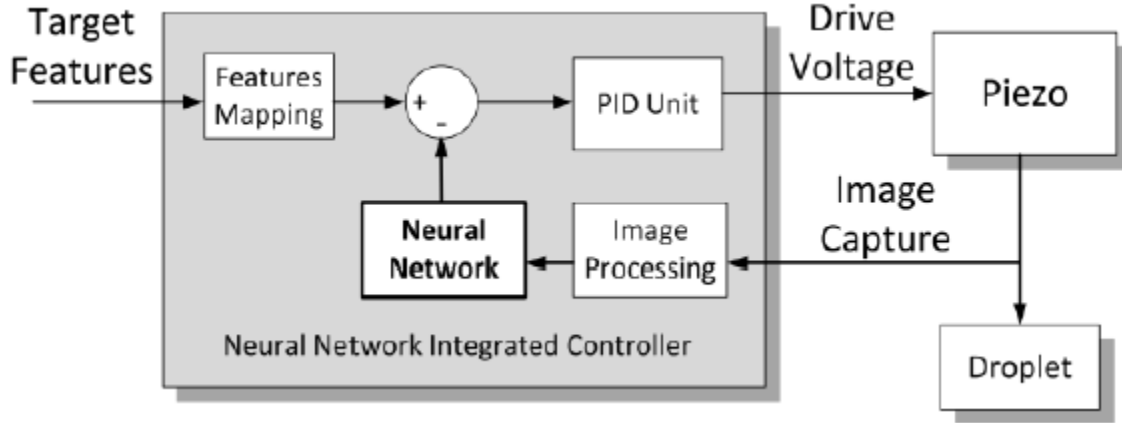 Target
Features
Features
Mapping
+
-
PID Unit
Drive
Voltage
Piezo
Neural
Network
Image
Processing
Image
Capture
Neural Network Integrated Controller
Droplet